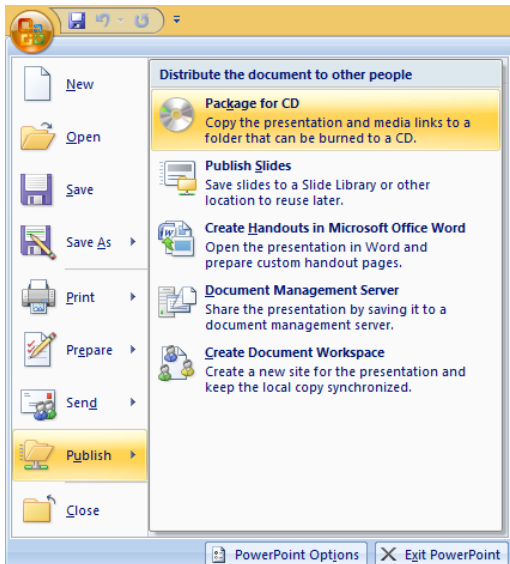 New
Open
Save
Save As
Print
Prepare
Send
Publish
Close
Distribute the document to other people
Package for CD
Copy the presentation and media links to a
folder that can be burned to a CD.
Publish Slides
Save slides to a Slide Library or other
location to reuse later.
Create Handouts in Microsoft Office Word
Open the presentation in Word and
prepare custom handout pages.
Document Management Server
Share the presentation by saving it to a
document management server.
Create Document Workspace
Create a new site for the presentation and
keep the local copy synchronized.
PowerPoint Options
Exit PowerPoint